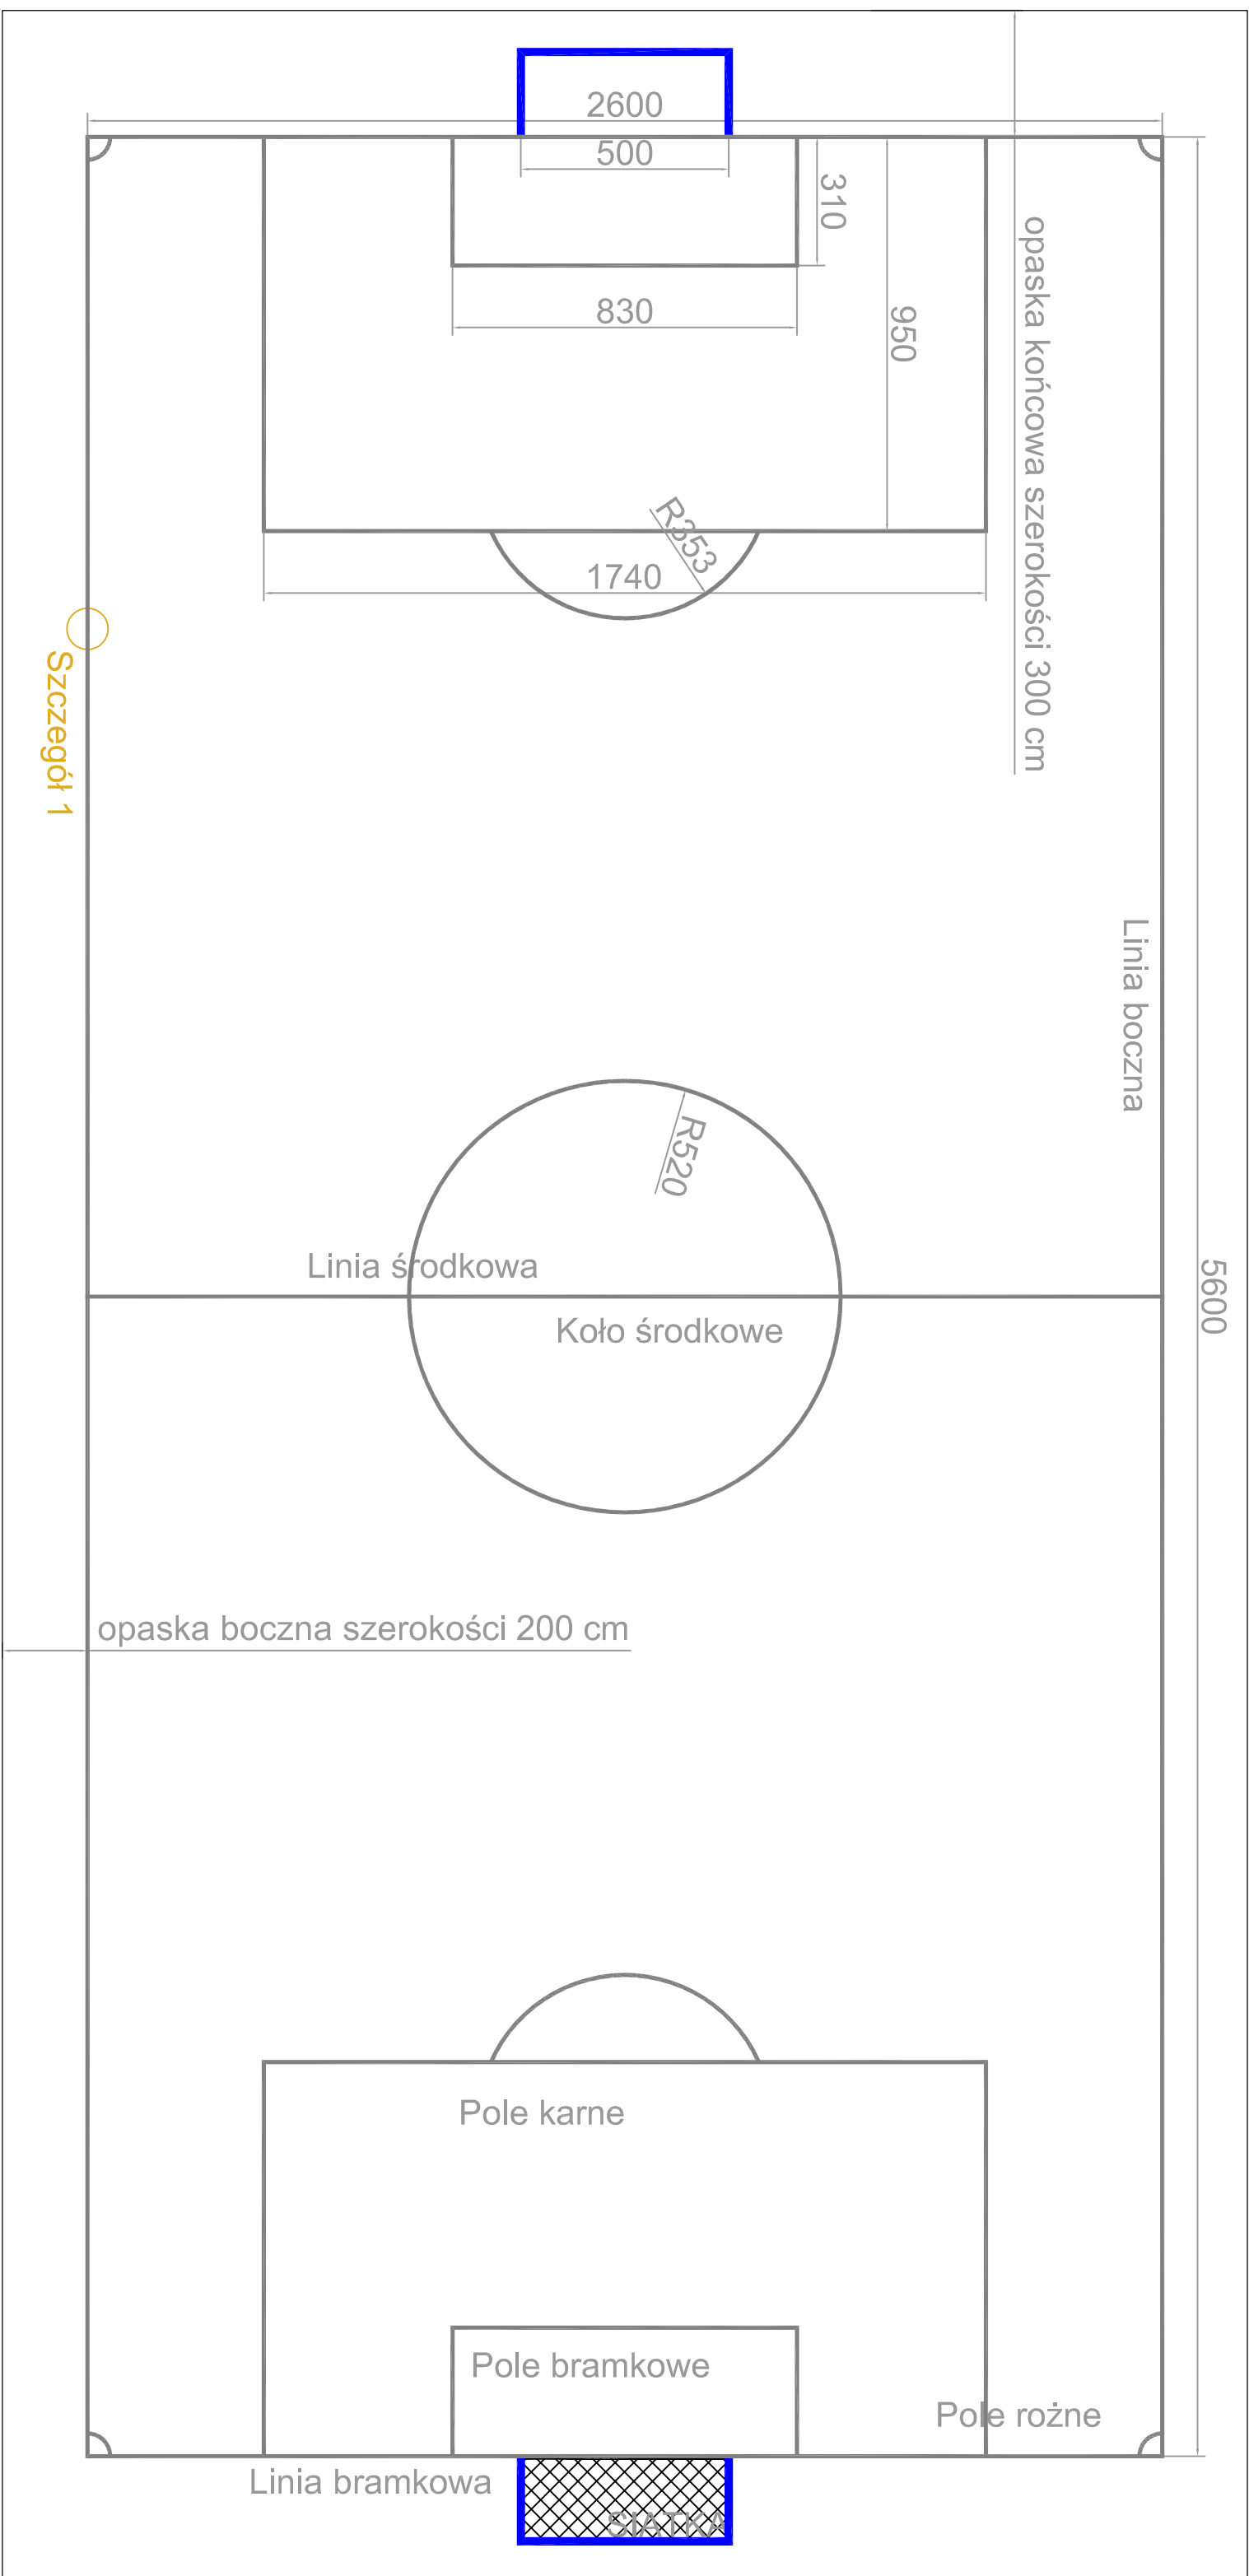 2600
500
310
opaska końcowa szerokości 300 cm
830
950
R353
1740
Szczegół 1
Linia boczna
R520
Linia środkowa
5600
Koło środkowe
opaska boczna szerokości 200 cm
Pole karne
Pole bramkowe
Pole rożne
Linia bramkowa
SIATKA